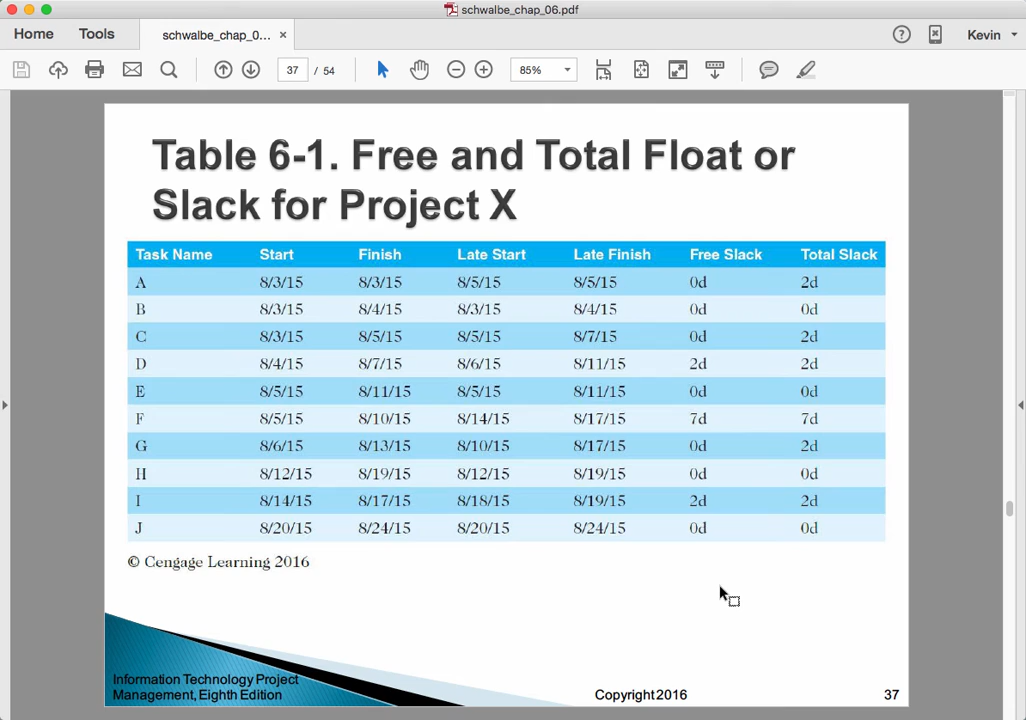 schwalbe_chap_06.pdf
Home Tools schwalbe_chap_0... × ? Kevin
37 / 54 85%
Table 6-1. Free and Total Float or
Slack for Project X
Task Name Start Finish Late Start Late Finish Free Slack Total Slack
A 8/3/15 8/3/15 8/5/15 8/5/15 0d 2d
B 8/3/15 8/4/15 8/3/15 8/4/15 0d 0d
C 8/3/15 8/5/15 8/5/15 8/7/15 0d 2d
D 8/4/15 8/7/15 8/6/15 8/11/15 2d 2d
E 8/5/15 8/11/15 8/5/15 8/11/15 0d 0d
F 8/5/15 8/10/15 8/14/15 8/17/15 7d 7d
G 8/6/15 8/13/15 8/10/15 8/17/15 0d 2d
H 8/12/15 8/19/15 8/12/15 8/19/15 0d 0d
I 8/14/15 8/17/15 8/18/15 8/19/15 2d 2d
J 8/20/15 8/24/15 8/20/15 8/24/15 0d 0d
© Cengage Learning 2016
Information Technology Project
Management, Eighth Edition Copyright 2016 37